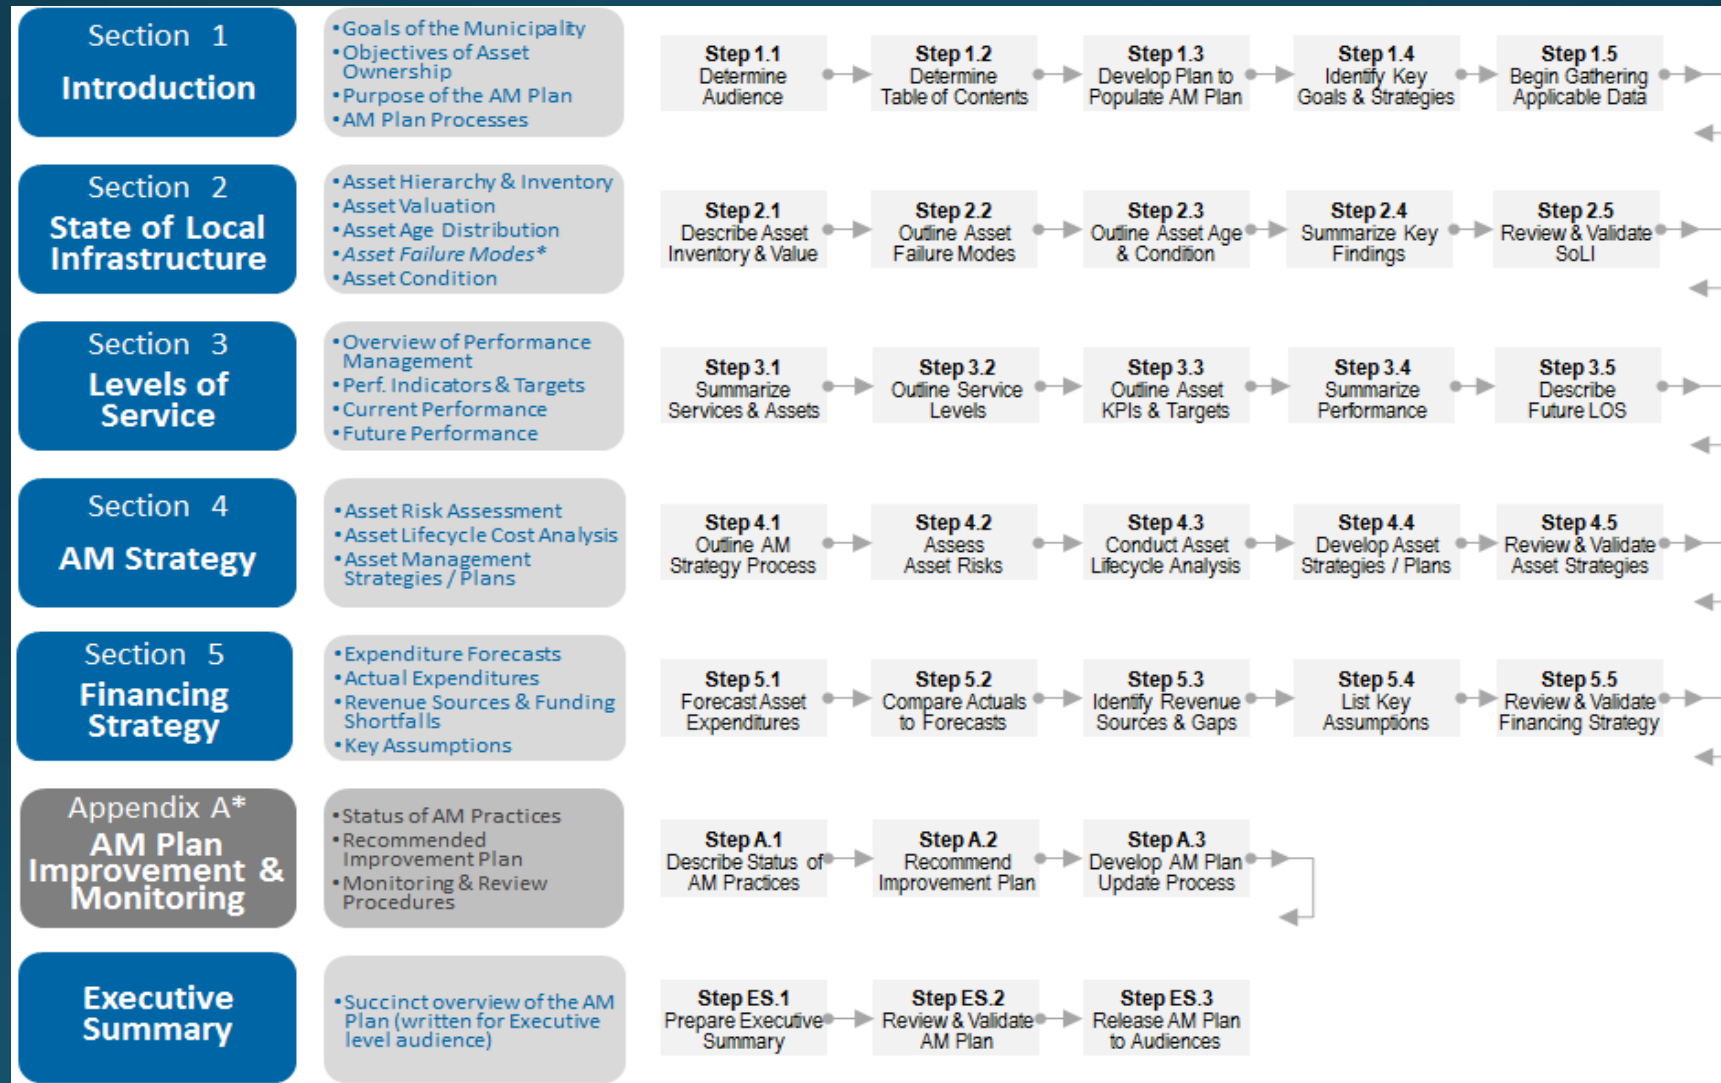 Section 1
Introduction
• Goals of the Municipality
• Objectives of Asset
Ownership
• Purpose of the AM Plan
• AM Plan Processes
Step 1.1
Determine
Audience
Step 1.2
Determine
Table of Contents
Step 1.3
Develop Plan to
Populate AM Plan
Step 1.4
Identify Key
Goals & Strategies
Step 1.5
Begin Gathering
Applicable Data
Section 2
State of Local
Infrastructure
• Asset Hierarchy & Inventory
• Asset Valuation
• Asset Age Distribution
• Asset Failure Modes*
• Asset Condition
Step 2.1
Describe Asset
Inventory & Value
Step 2.2
Outline Asset
Failure Modes
Step 2.3
Outline Asset Age
& Condition
Step 2.4
Summarize Key
Findings
Step 2.5
Review & Validate
SoLI
Section 3
Levels of
Service
• Overview of Performance
Management
• Perf. Indicators & Targets
• Current Performance
• Future Performance
Step 3.1
Summarize
Services & Assets
Step 3.2
Outline Service
Levels
Step 3.3
Outline Asset
KPIs & Targets
Step 3.4
Summarize
Performance
Step 3.5
Describe
Future LOS
Section 4
AM Strategy
• Asset Risk Assessment
• Asset Lifecycle Cost Analysis
• Asset Management
Strategies / Plans
Step 4.1
Outline AM
Strategy Process
Step 4.2
Assess
Asset Risks
Step 4.3
Conduct Asset
Lifecycle Analysis
Step 4.4
Develop Asset
Strategies / Plans
Step 4.5
Review & Validate
Asset Strategies
Section 5
Financing
Strategy
• Expenditure Forecasts
• Actual Expenditures
• Revenue Sources & Funding
Shortfalls
• Key Assumptions
Step 5.1
Forecast Asset
Expenditures
Step 5.2
Compare Actuals
to Forecasts
Step 5.3
Identify Revenue
Sources & Gaps
Step 5.4
List Key
Assumptions
Step 5.5
Review & Validate
Financing Strategy
Appendix A*
AM Plan
Improvement &
Monitoring
• Status of AM Practices
• Recommended
Improvement Plan
• Monitoring & Review
Procedures
Step A.1
Describe Status of
AM Practices
Step A.2
Recommend
Improvement Plan
Step A.3
Develop AM Plan
Update Process
Executive
Summary
• Succinct overview of the AM
Plan (written for Executive
level audience)
Step ES.1
Prepare Executive
Summary
Step ES.2
Review & Validate
AM Plan
Step ES.3
Release AM Plan
to Audiences